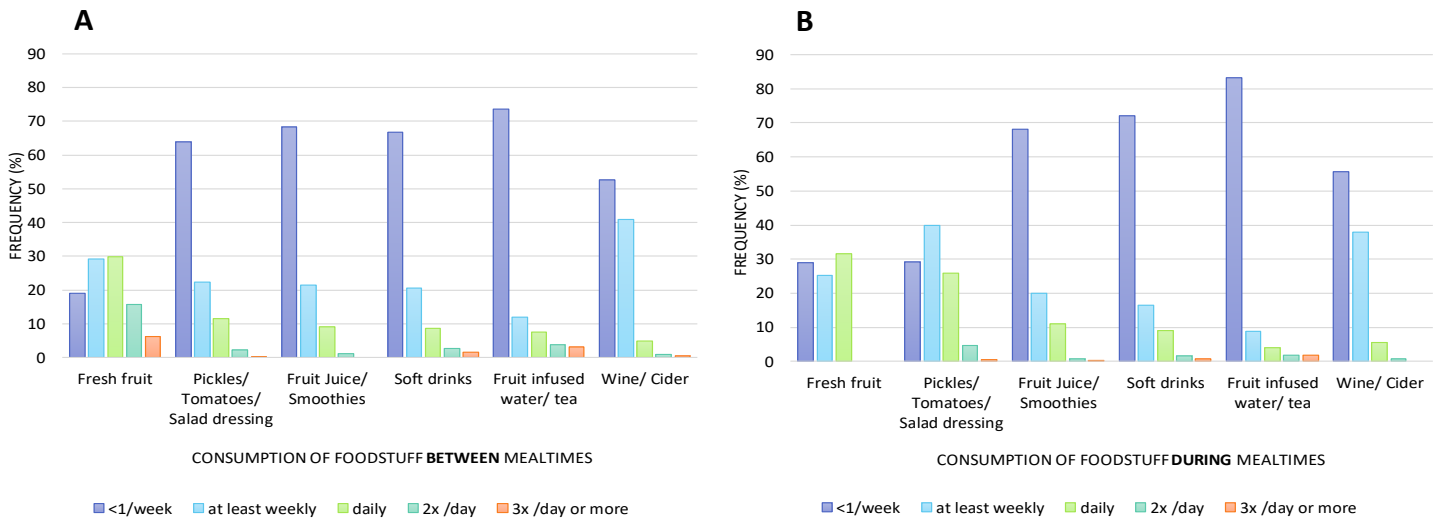 A
90
80
70
60
50
40
30
20
10
0
FREQUENCY (%)
Fresh fruit
Pickles/
Tomatoes/
Salad dressing
Fruit Juice/
Smoothies
Soft drinks
Fruit infused
water/ tea
Wine/ Cider
CONSUMPTION OF FOODSTUFF BETWEEN MEALTIMES
<1/week at least weekly daily 2x /day 3x /day or more
B
90
80
70
60
50
40
30
20
10
0
FREQUENCY (%)
Fresh fruit
Pickles/
Tomatoes/
Salad dressing
Fruit Juice/
Smoothies
Soft drinks
Fruit infused
water/ tea
Wine/ Cider
CONSUMPTION OF FOODSTUFF DURING MEALTIMES
<1/week at least weekly daily 2x /day 3x /day or more